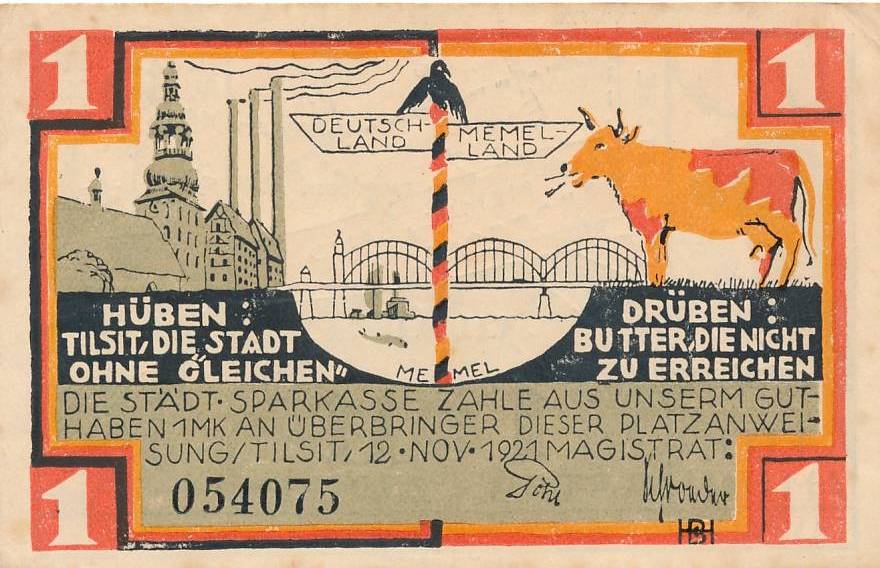 1
1
DEUTSCH-
LAND
MEMEL-
LAND
HÜBEN:
TILSIT, DIE STADT
OHNE GLEICHEN"
DRÜBEN:
BUTTER, DIE NICHT
ZU ERREICHEN
MEMEL
DIE STÄDT. SPARKASSE ZAHLE AUS UNSERM GUT-
HABEN 1MK AN ÜBERBRINGER DIESER PLATZANWEI-
SUNG/TILSIT, 12. NOV. 1921 MAGISTRAT:
054075
Schroeder
1
1